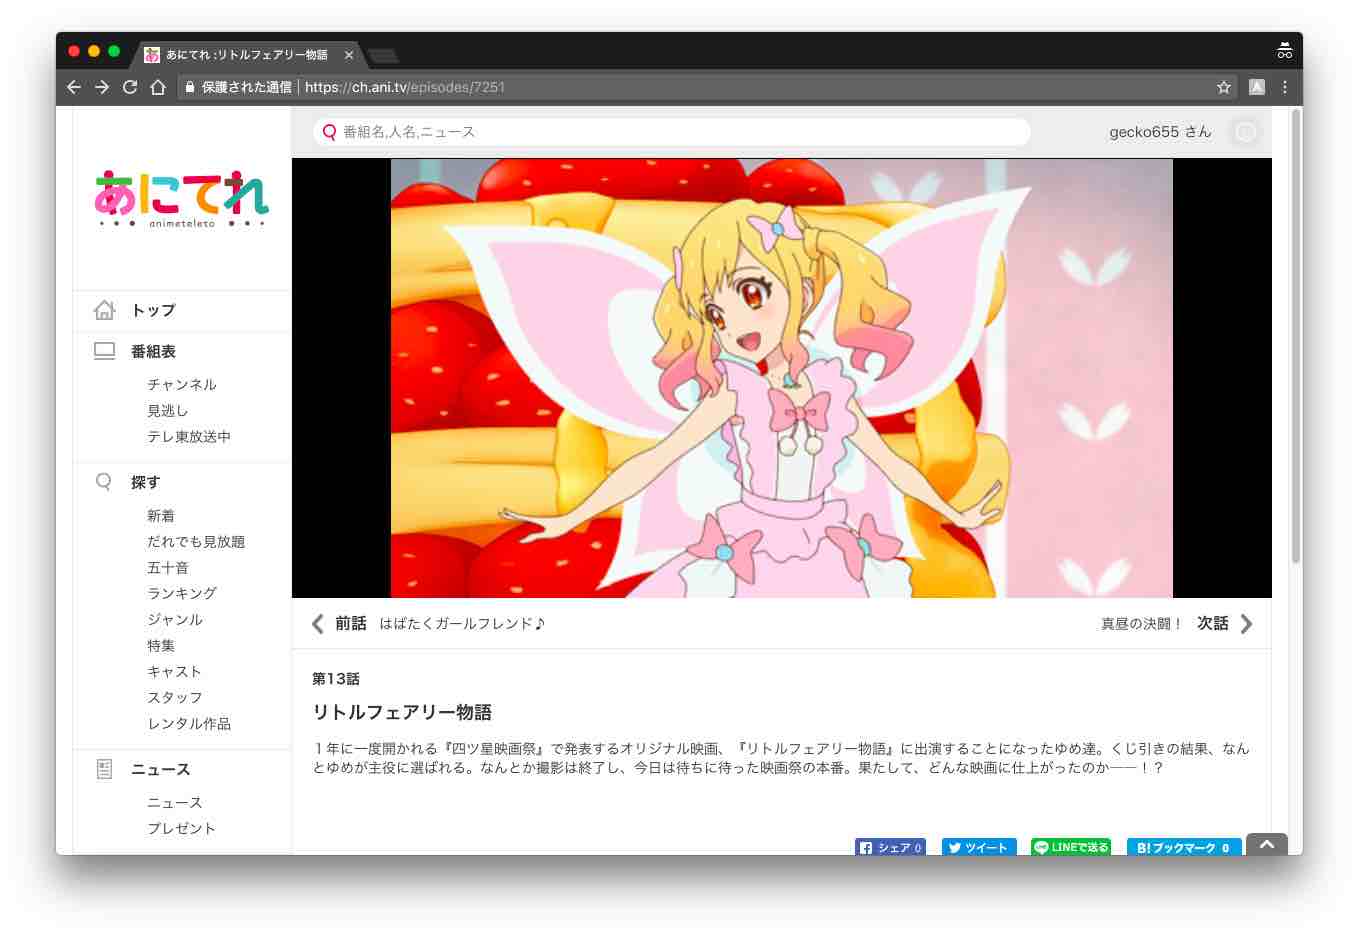 あにてれ :リトルフェアリー物語
保護された通信 | https://ch.ani.tv/episodes/7251
番組名,人名,ニュース
gecko655 さん
あにてれ
animeteleto
トップ
番組表
チャンネル
見逃し
テレ東放送中
探す
新着
だれでも見放題
五十音
ランキング
ジャンル
特集
キャスト
スタッフ
レンタル作品
ニュース
ニュース
プレゼント
前話 はばたくガールフレンド♪
真昼の決闘！ 次話
第13話
リトルフェアリー物語
１年に一度開かれる『四ツ星映画祭』で発表するオリジナル映画、『リトルフェアリー物語』に出演することになったゆめ達。くじ引きの結果、なん
とゆめが主役に選ばれる。なんとか撮影は終了し、今日は待ちに待った映画祭の本番。果たして、どんな映画に仕上がったのか――！？
シェア 0
ツイート
LINEで送る
B!ブックマーク 0